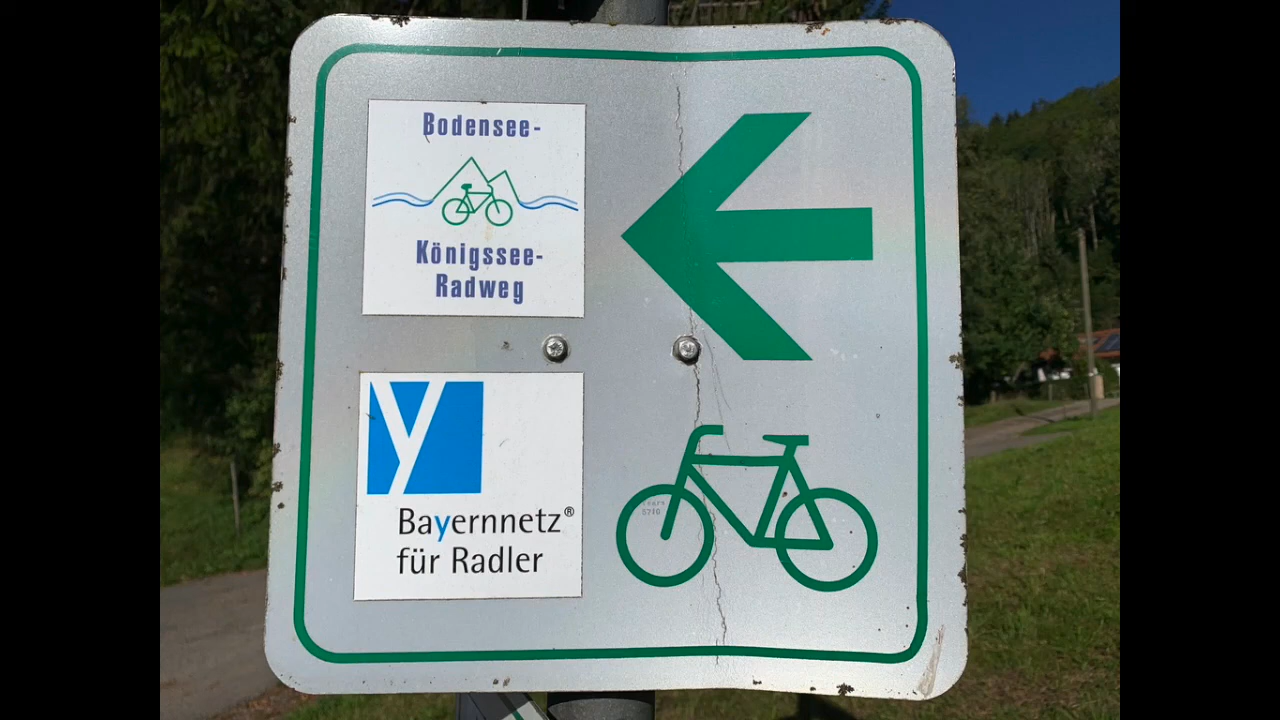 Bodensee-
Königssee-
Radweg
Bayernnetz®
für Radler